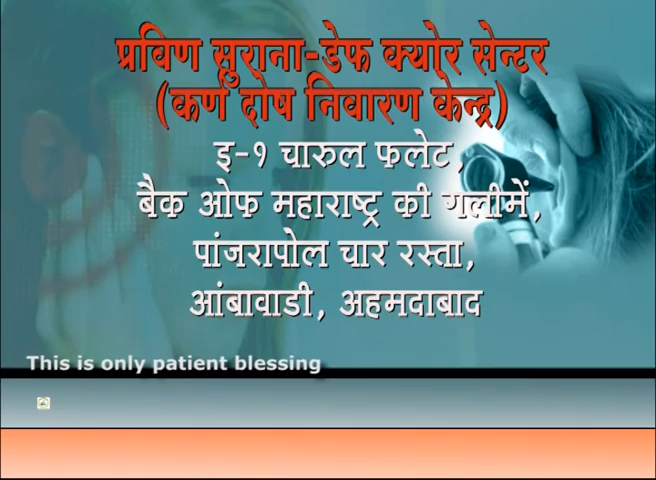 प्रविण सुराना-डेफ क्योर सेन्टर
(कर्ण दोष निवारण केन्द्र)
इ-१ चारुल फलेट,
बैक ओफ महाराष्ट्र की गलीमें,
पांजरापोल चार रस्ता,
आंबावाडी, अहमदाबाद
This is only patient blessing